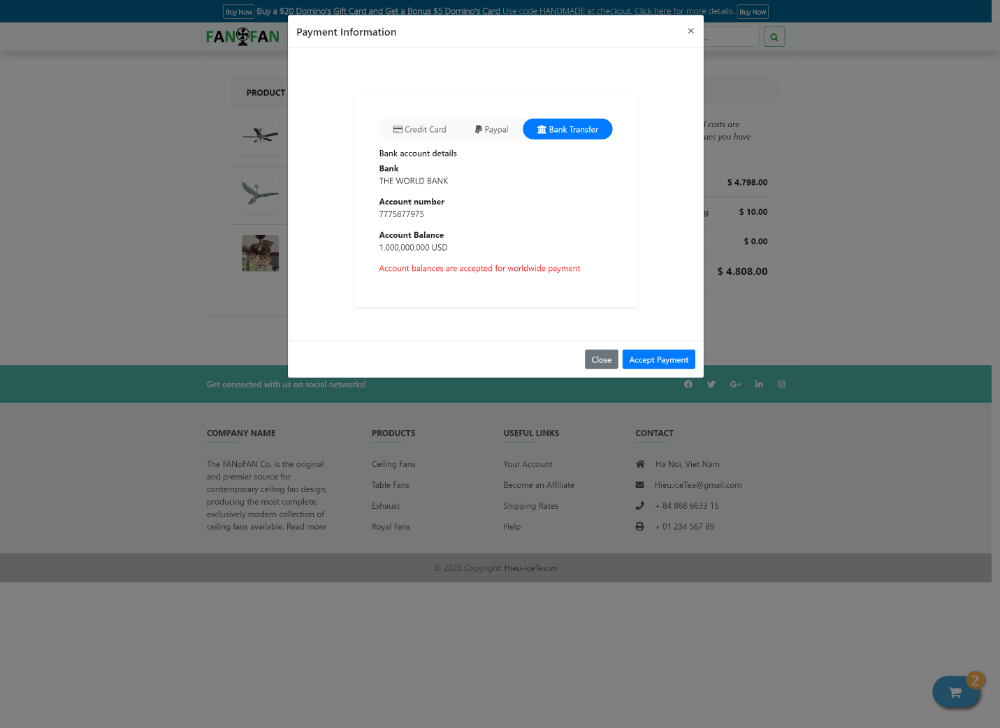 Buy Now Buy a $20 Domino's Gift Card and Get a Bonus $5 Domino's Card Use code HANDMADE at checkout. Click here for more details. Buy Now
FANoFAN
Payment Information ×
...
PRODUCT
Credit Card Paypal Bank Transfer
Bank account details
Bank
THE WORLD BANK
Account number
7775877975
Account Balance
1,000,000,000 USD
Account balances are accepted for worldwide payment
Close Accept Payment
costs are
ues you have
$ 4.798.00
g $ 10.00
$ 0.00
$ 4.808.00
Get connected with us on social networks!
COMPANY NAME
The FANoFAN Co. is the original
and premier source for
contemporary ceiling fan design,
producing the most complete,
exclusively modern collection of
ceiling fans available. Read more
PRODUCTS
Ceiling Fans
Table Fans
Exhaust
Royal Fans
USEFUL LINKS
Your Account
Become an Affiliate
Shipping Rates
Help
CONTACT
Ha Noi, Viet Nam
Hieu.iceTea@gmail.com
+ 84 868 6633 15
+ 01 234 567 89
© 2020 Copyright: Hieu-iceTea.vn
2